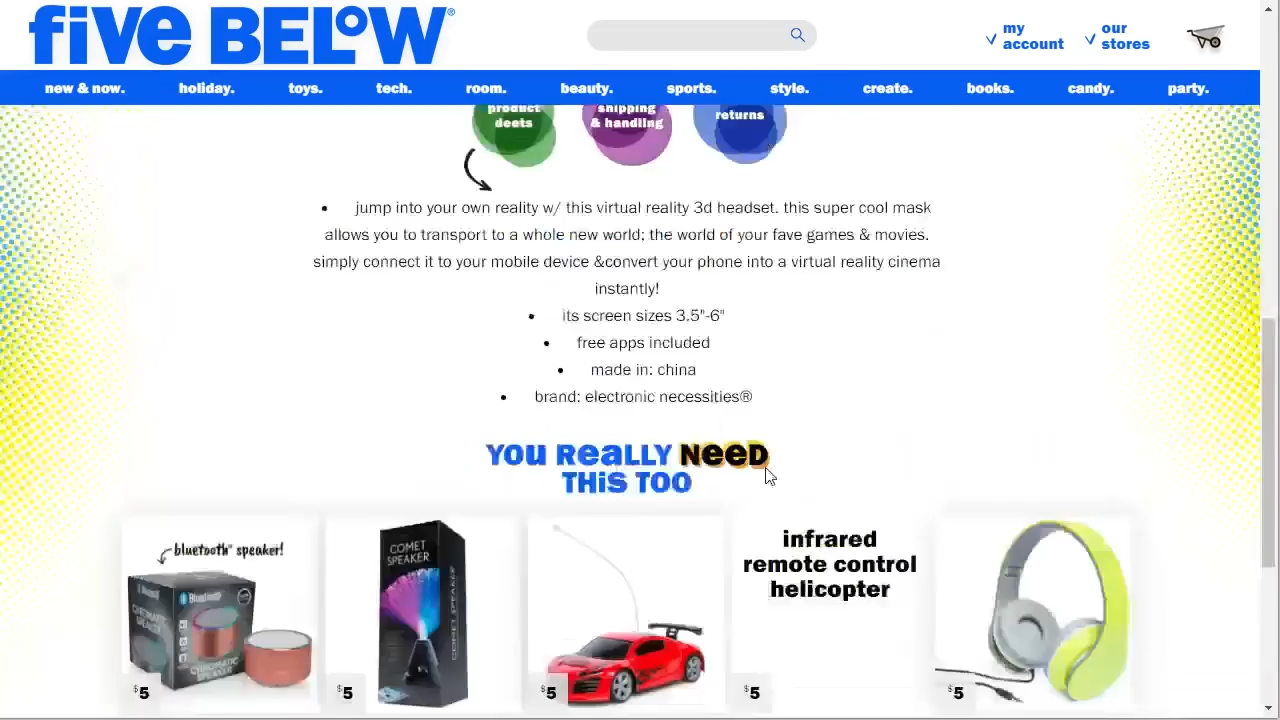 five BELOW®
my account
our stores
new & now. holiday. toys. tech. room. beauty. sports. style. create. books. candy. party.
product deets
shipping & handling
returns
• jump into your own reality w/ this virtual reality 3d headset. this super cool mask
allows you to transport to a whole new world; the world of your fave games & movies.
simply connect it to your mobile device &convert your phone into a virtual reality cinema
instantly!
• its screen sizes 3.5"-6"
• free apps included
• made in: china
• brand: electronic necessities®
YOU ReaLLY NeeD
THiS TOO
bluetooth® speaker!
Bluetooth
CHROMATIC SPEAKER
$5
COMET SPEAKER
COMET SPEAKER
$5
$5
infrared
remote control
helicopter
$5
$5